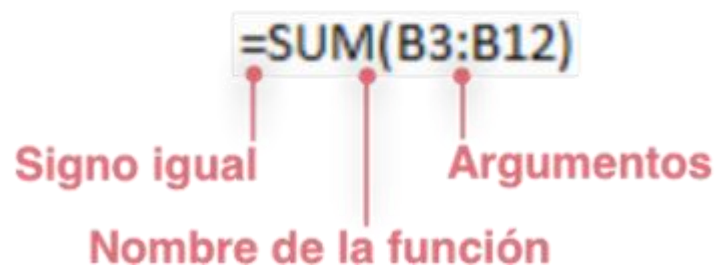 =SUM(B3:B12)
Signo igual
Argumentos
Nombre de la función